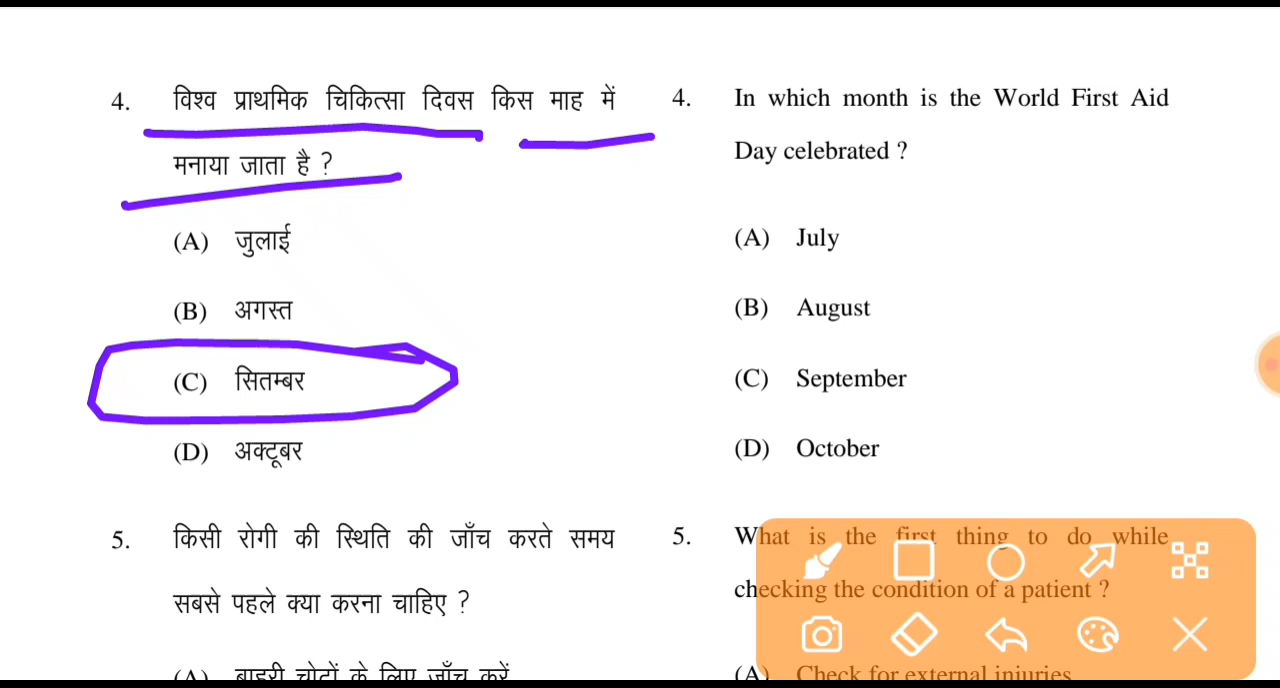 4. विश्व प्राथमिक चिकित्सा दिवस किस माह में
मनाया जाता है ?
(A) जुलाई
(B) अगस्त
(C) सितम्बर
(D) अक्टूबर
5. किसी रोगी की स्थिति की जाँच करते समय
सबसे पहले क्या करना चाहिए ?
(A) बाहरी चोटों के लिए जाँच करें
4. In which month is the World First Aid
Day celebrated ?
(A) July
(B) August
(C) September
(D) October
5. What is the first thing to do while
checking the condition of a patient ?
(A) Check for external injuries